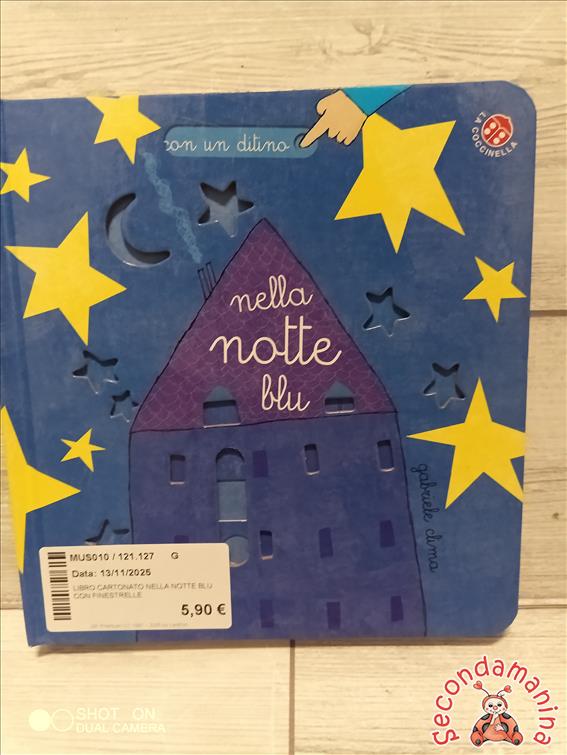 con un ditino
LA COCCINELLA
nella
notte
blu
gabriele clima
MUS010 / 121.127 G
Data: 13/11/2025
LIBRO CARTONATO NELLA NOTTE BLU
CON FINESTRELLE
5,90 €
SHOT ON
DUAL CAMERA
Secondamanina